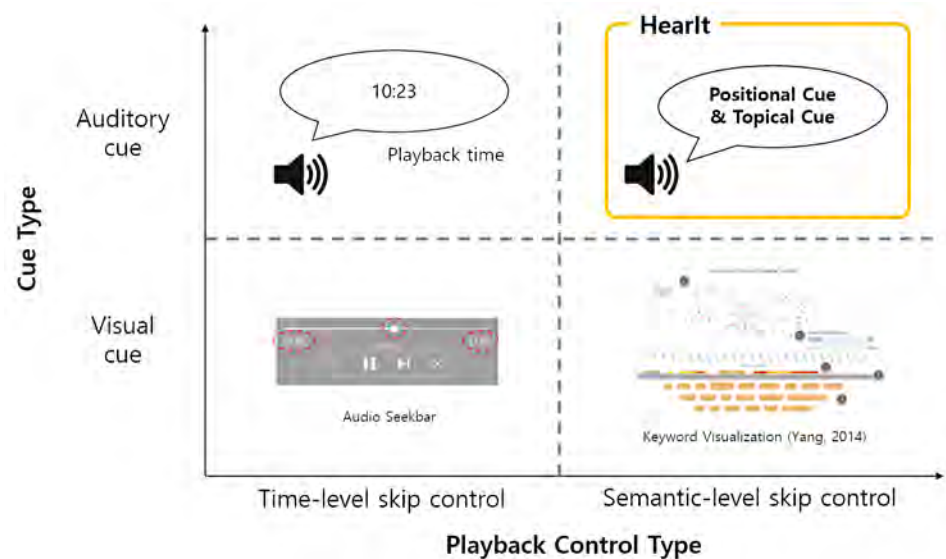 HearIt
10:23
Positional Cue
& Topical Cue
Auditory
cue
Playback time
Cue Type
Visual
cue
Audio Seekbar
Keyword Visualization (Yang, 2014)
Time-level skip control
Semantic-level skip control
Playback Control Type